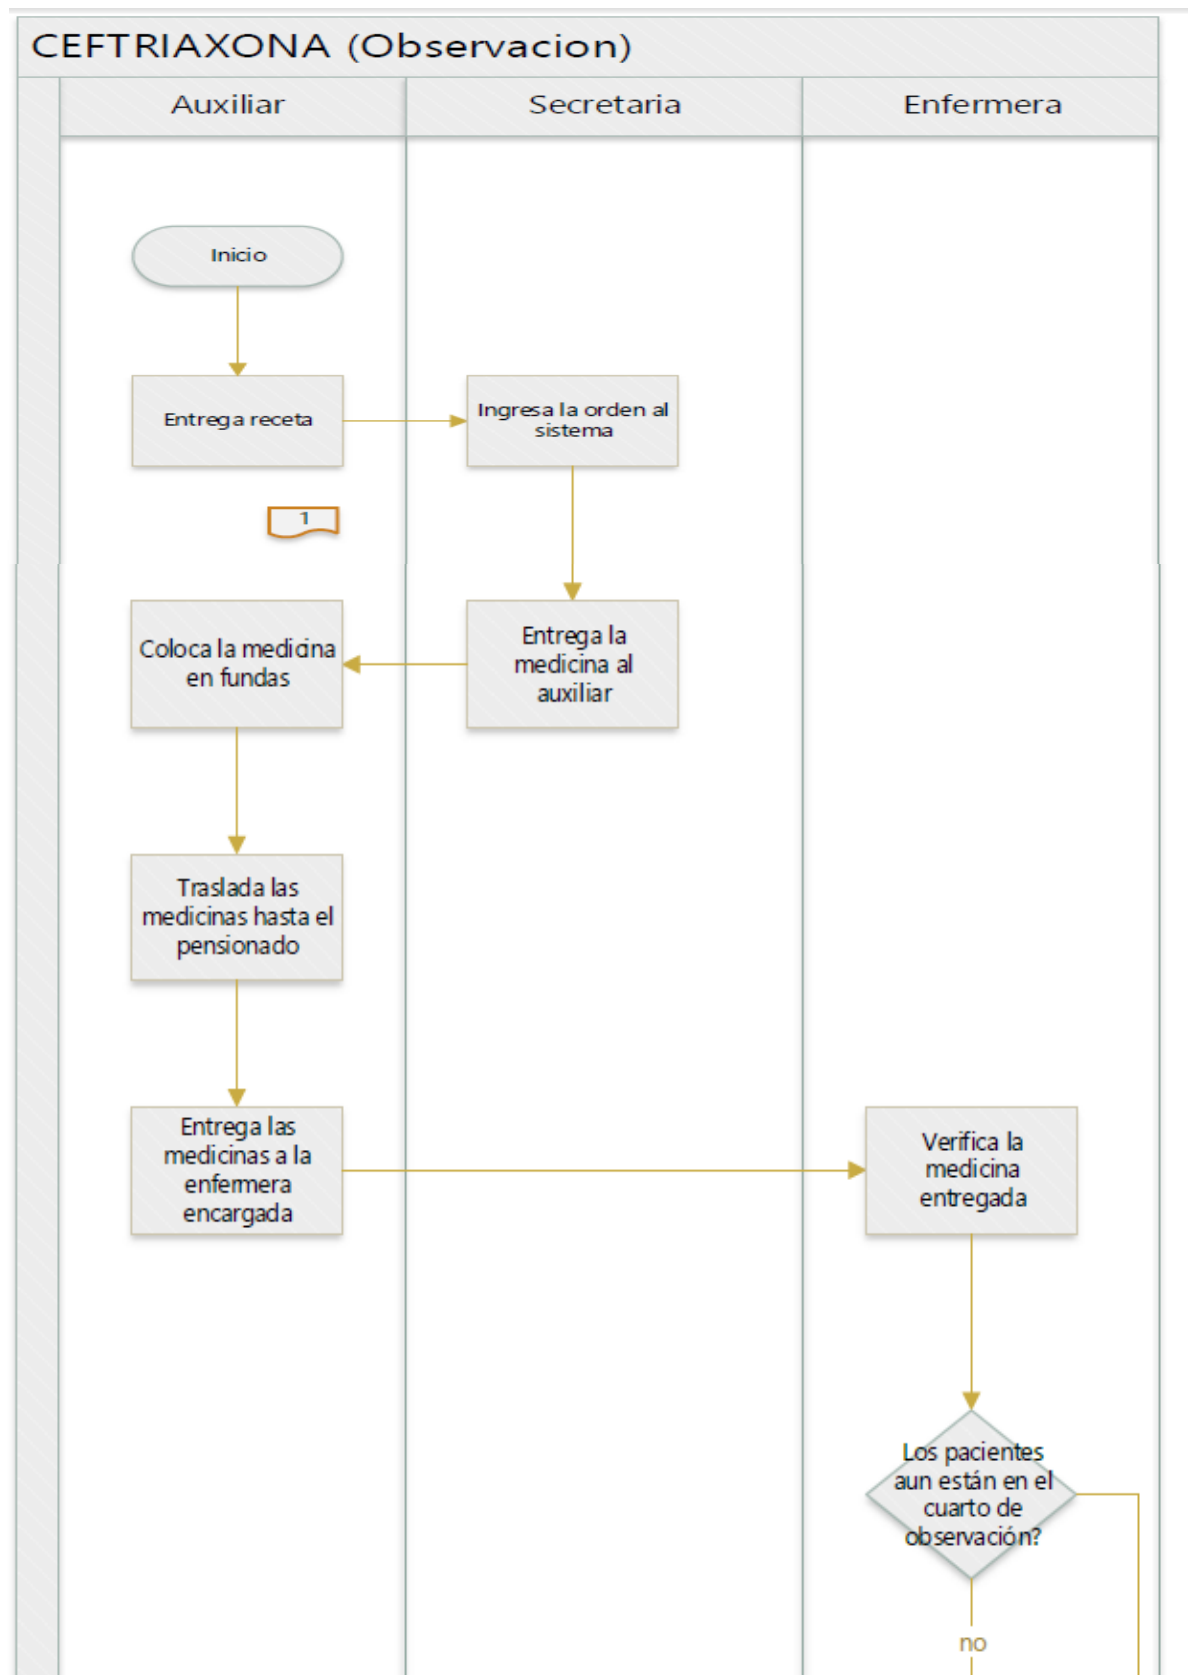 CEFTRIAXONA (Observacion)
Auxiliar
Secretaria
Enfermera
Inicio
Entrega receta
Ingresa la orden al
sistema
1
Coloca la medicina
en fundas
Entrega la
medicina al
auxiliar
Traslada las
medicinas hasta el
pensionado
Entrega las
medicinas a la
enfermera
encargada
Verifica la
medicina
entregada
Los pacientes
aun están en el
cuarto de
observación?
no